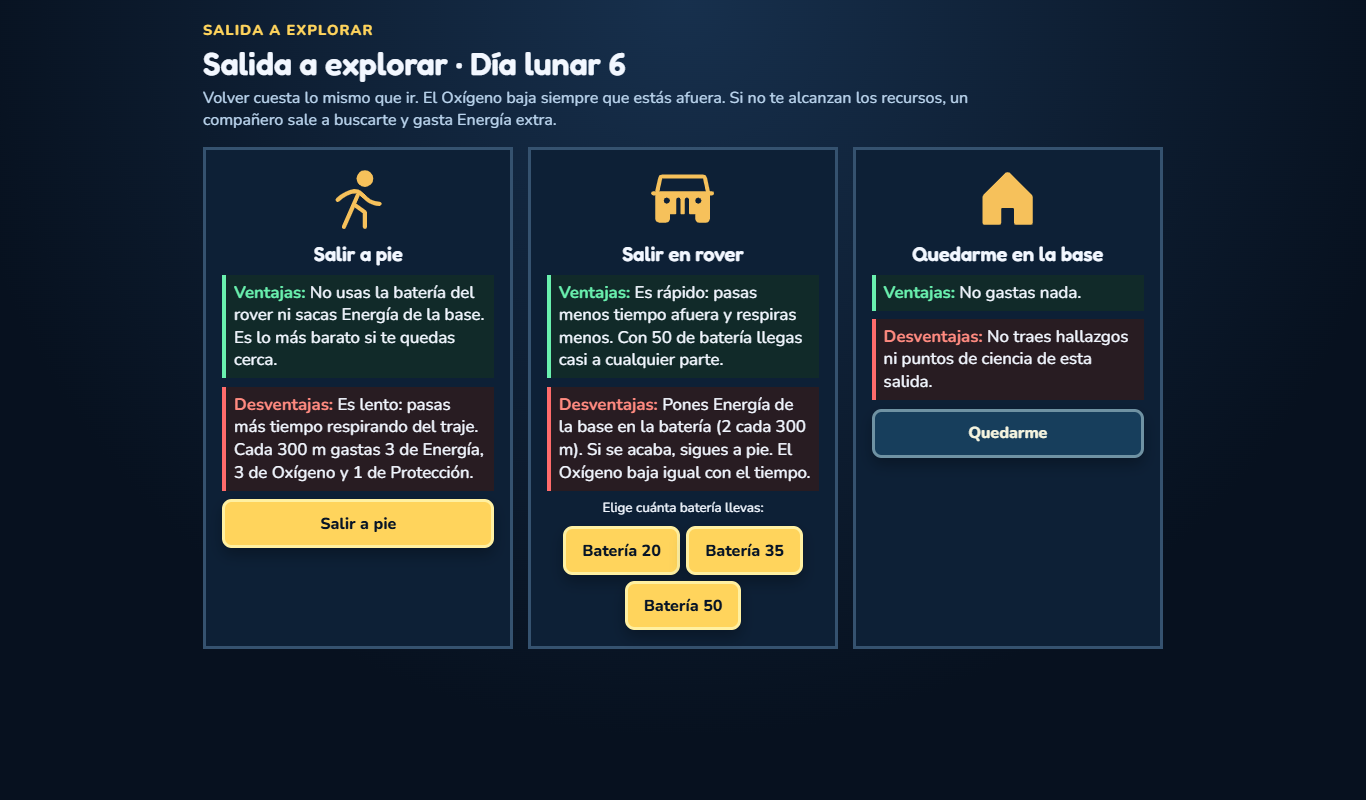 SALIDA A EXPLORAR
Salida a explorar · Día lunar 6
Volver cuesta lo mismo que ir. El Oxígeno baja siempre que estás afuera. Si no te alcanzan los recursos, un
compañero sale a buscarte y gasta Energía extra.
Salir a pie
Ventajas: No usas la batería del
rover ni sacas Energía de la base.
Es lo más barato si te quedas
cerca.
Desventajas: Es lento: pasas
más tiempo respirando del traje.
Cada 300 m gastas 3 de Energía,
3 de Oxígeno y 1 de Protección.
Salir a pie
Salir en rover
Ventajas: Es rápido: pasas
menos tiempo afuera y respiras
menos. Con 50 de batería llegas
casi a cualquier parte.
Desventajas: Pones Energía de
la base en la batería (2 cada 300
m). Si se acaba, sigues a pie. El
Oxígeno baja igual con el tiempo.
Elige cuánta batería llevas:
Batería 20
Batería 35
Batería 50
Quedarme en la base
Ventajas: No gastas nada.
Desventajas: No traes hallazgos
ni puntos de ciencia de esta
salida.
Quedarme